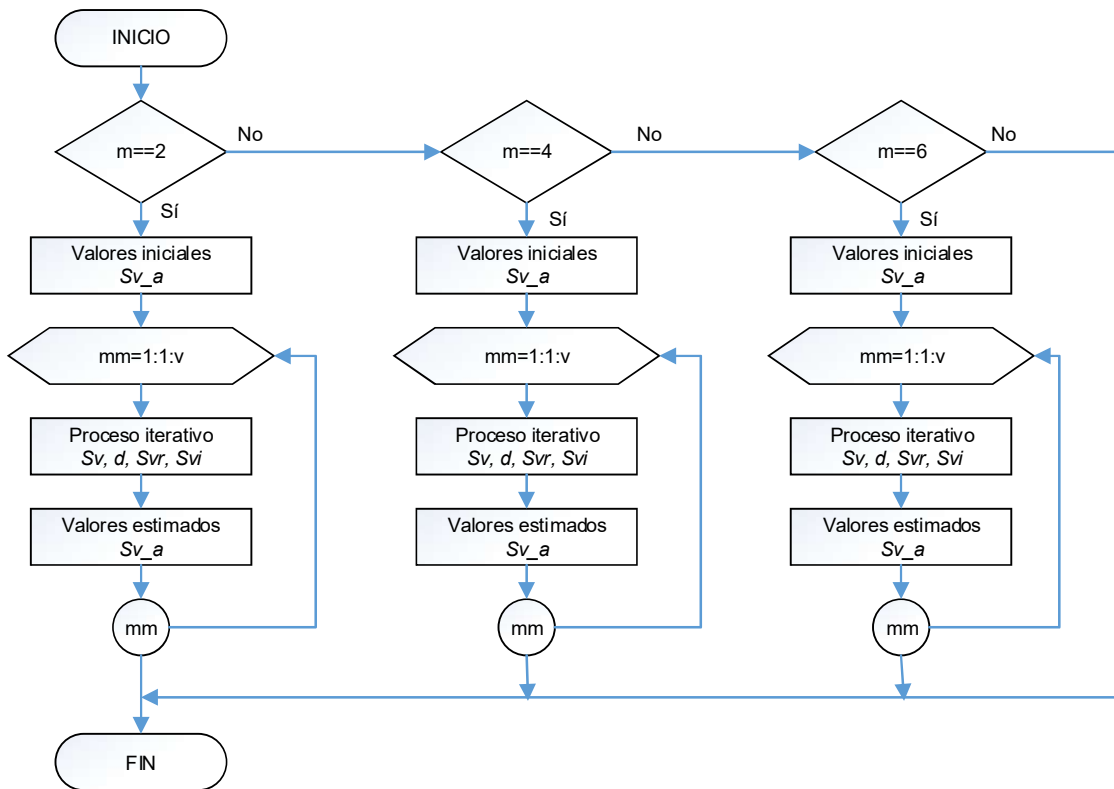 INICIO
m==2
No
m==4
No
m==6
No
Sí
Sí
Sí
Valores iniciales
Sv_a
Valores iniciales
Sv_a
Valores iniciales
Sv_a
mm=1:1:v
mm=1:1:v
mm=1:1:v
Proceso iterativo
Sv, d, Svr, Svi
Proceso iterativo
Sv, d, Svr, Svi
Proceso iterativo
Sv, d, Svr, Svi
Valores estimados
Sv_a
Valores estimados
Sv_a
Valores estimados
Sv_a
mm
mm
mm
FIN